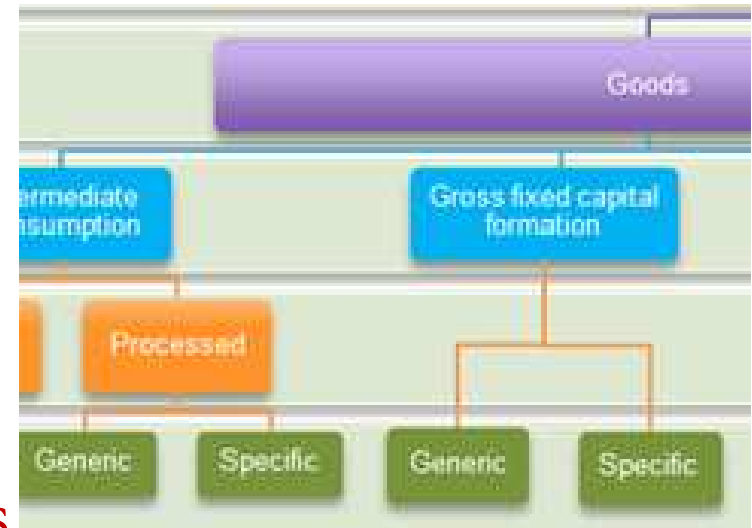 Goods
ermediate
nsumption
Gross fixed capital
formation
Processed
Generic
Specific
Generic
Specific
s